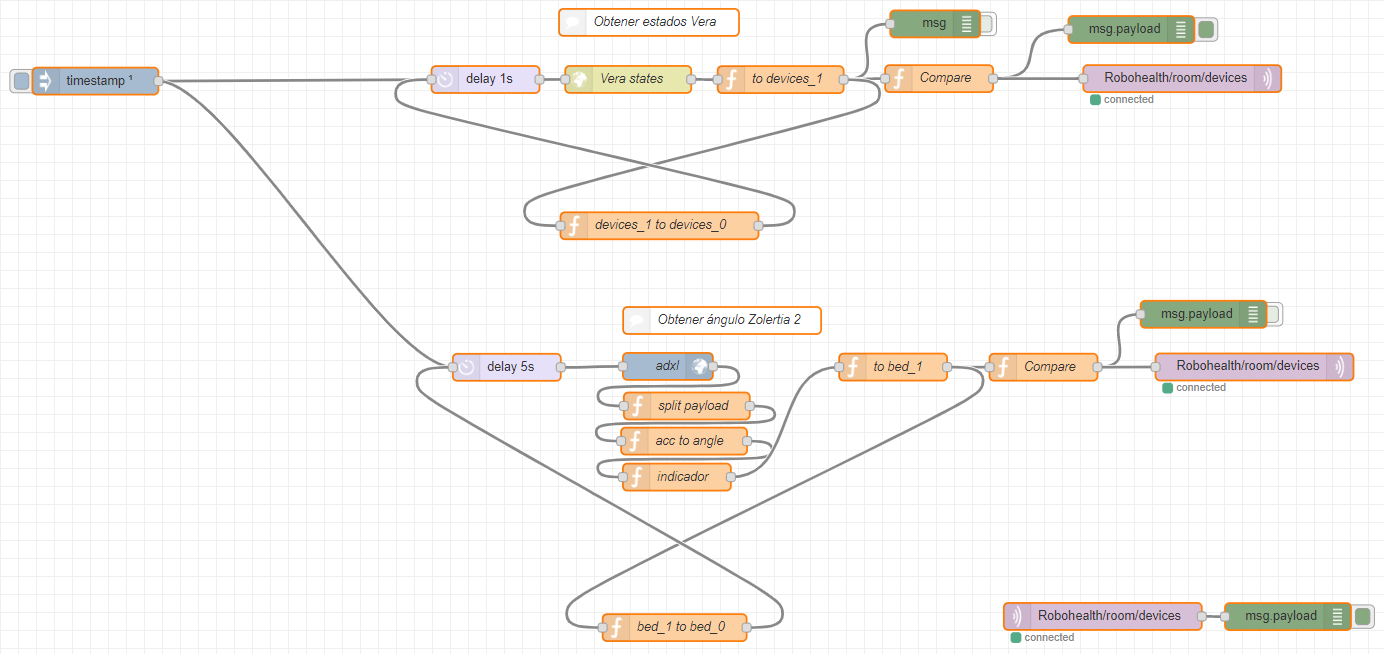 Obtener estados Vera
msg
msg.payload
timestamp ¹
delay 1s
Vera states
to devices_1
Compare
Robohealth/room/devices
connected
devices_1 to devices_0
Obtener ángulo Zolertia 2
msg.payload
delay 5s
adxl
to bed_1
Compare
Robohealth/room/devices
connected
split payload
acc to angle
indicador
bed_1 to bed_0
Robohealth/room/devices
msg.payload
connected